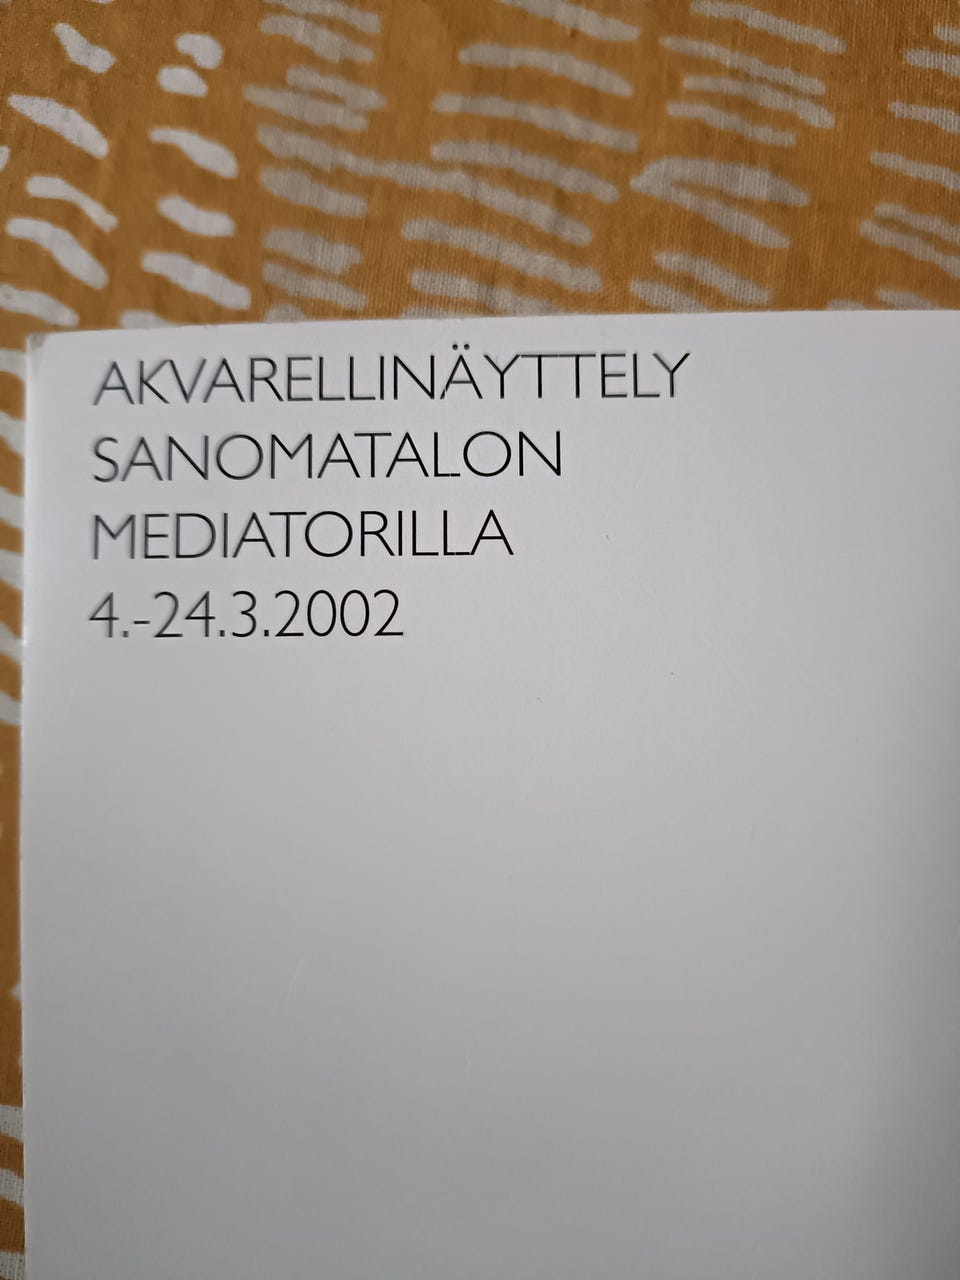 AKVARELLINÄYTTELY
SANOMATALON
MEDIATORILLA
4.-24.3.2002